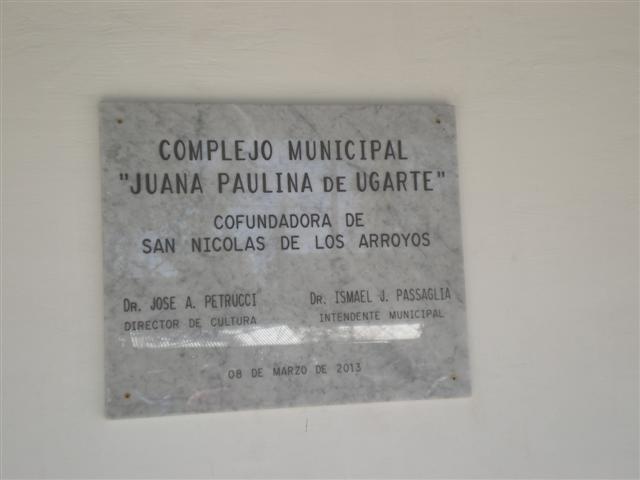 COMPLEJO MUNICIPAL
"JUANA PAULINA DE UGARTE"
COFUNDADORA DE
SAN NICOLAS DE LOS ARROYOS
DR. JOSE A. PETRUCCI
DIRECTOR DE CULTURA
DR. ISMAEL J. PASSAGLIA
INTENDENTE MUNICIPAL
08 DE MARZO DE 2013